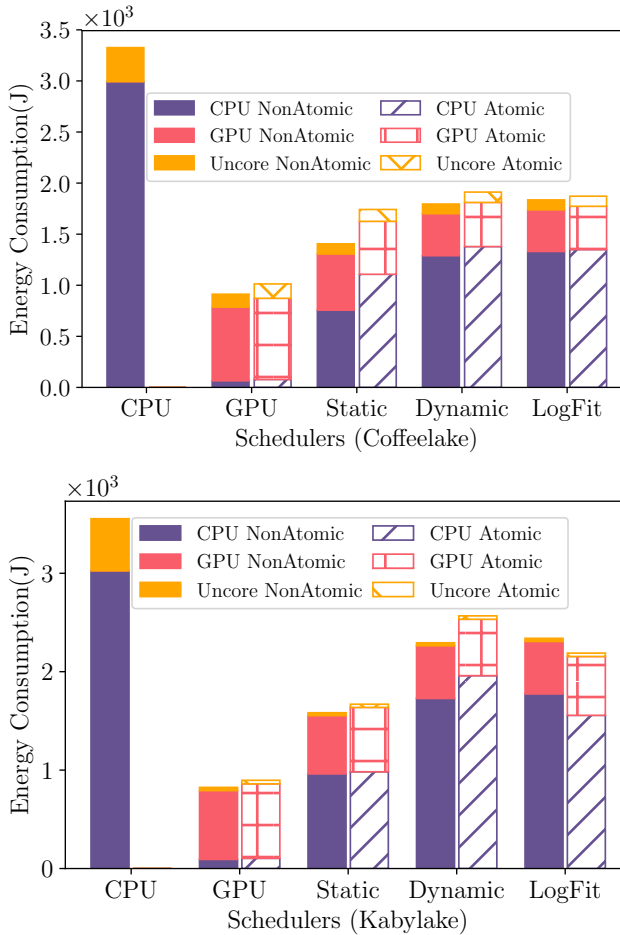 ×10³
3.5
3.0
2.5
2.0
1.5
1.0
0.5
0.0
Energy Consumption(J)
CPU NonAtomic
GPU NonAtomic
Uncore NonAtomic
CPU Atomic
GPU Atomic
Uncore Atomic
CPU GPU Static Dynamic LogFit
Schedulers (Coffeelake)
×10³
3
2
1
0
Energy Consumption(J)
CPU NonAtomic
GPU NonAtomic
Uncore NonAtomic
CPU Atomic
GPU Atomic
Uncore Atomic
CPU GPU Static Dynamic LogFit
Schedulers (Kabylake)